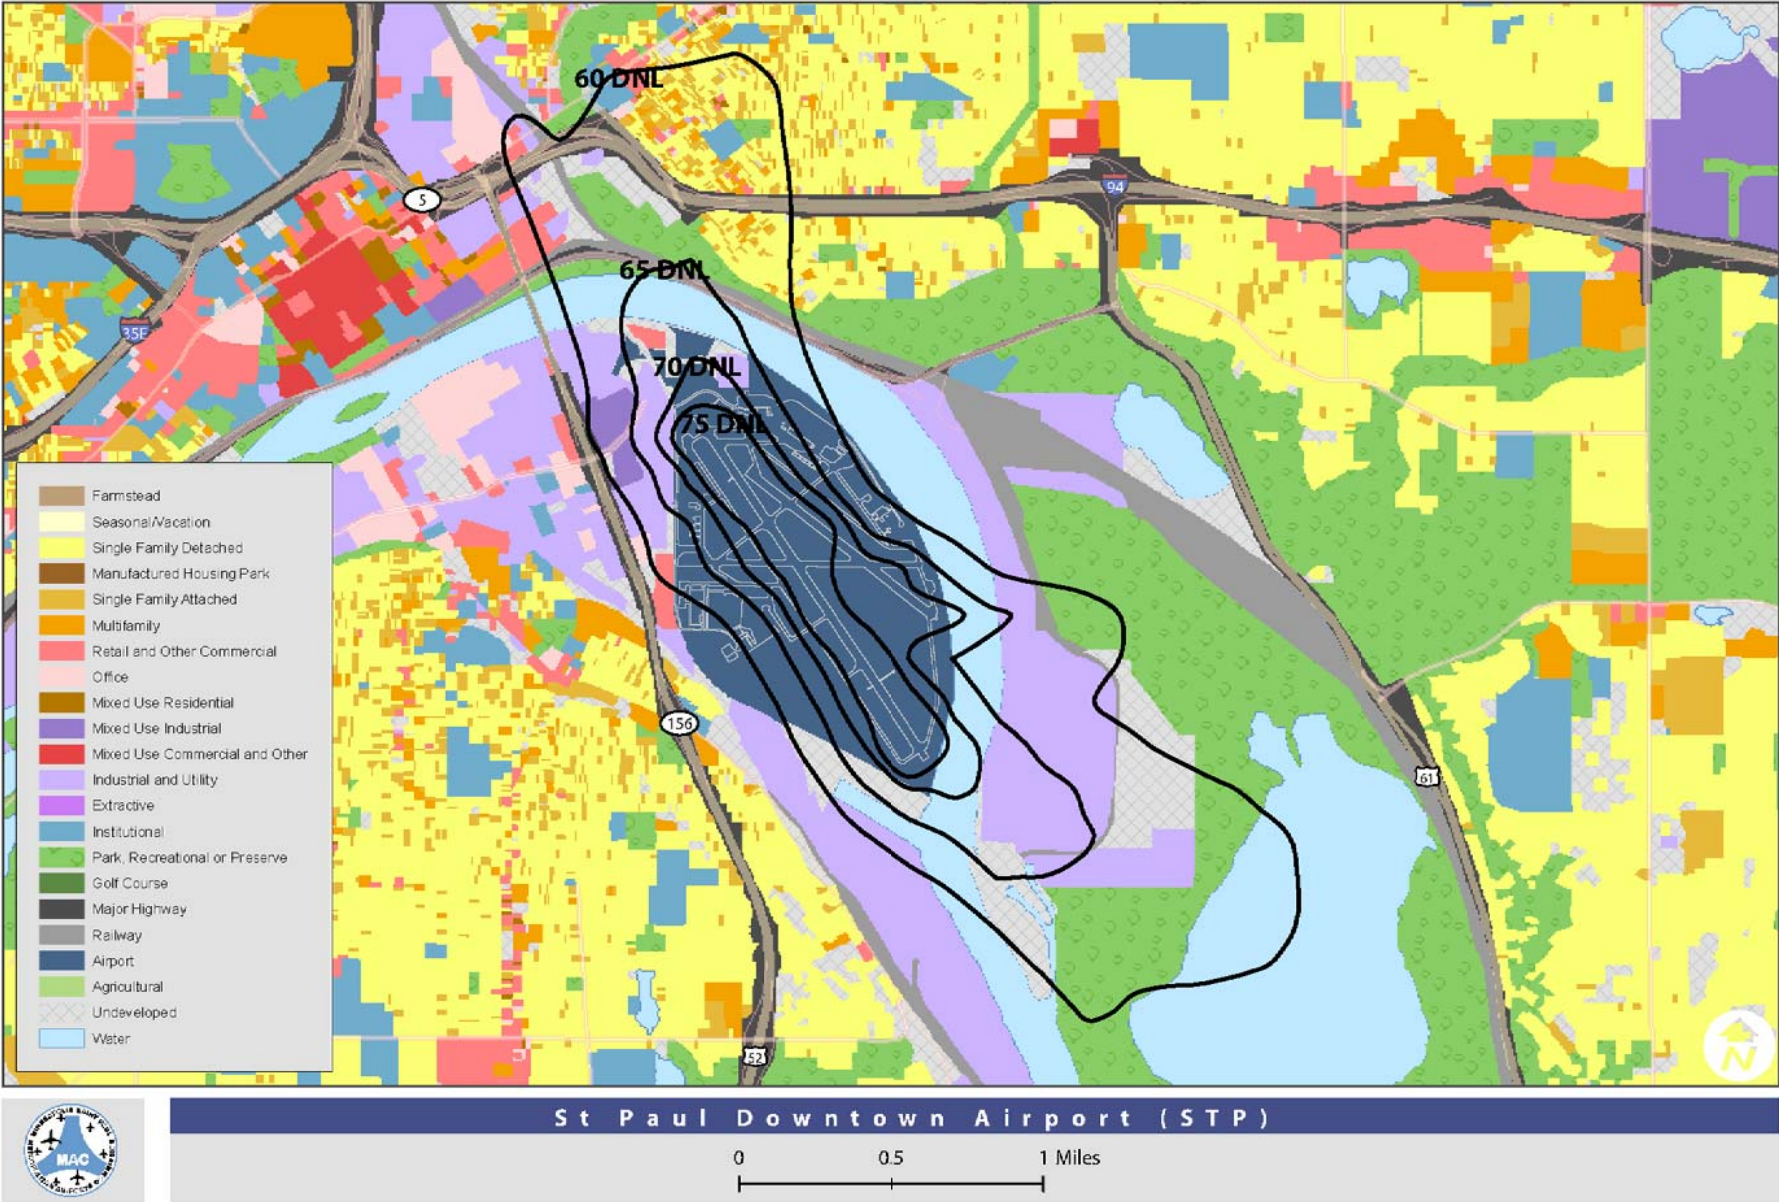 60 DNL
5
94
65 DNL
35E
70 DNL
75 DNL
Farmstead
Seasonal/Vacation
Single Family Detached
Manufactured Housing Park
Single Family Attached
Multifamily
Retail and Other Commercial
Office
Mixed Use Residential
Mixed Use Industrial
Mixed Use Commercial and Other
Industrial and Utility
Extractive
Institutional
Park, Recreational or Preserve
Golf Course
Major Highway
Railway
Airport
Agricultural
Undeveloped
Water
156
61
52
N
St Paul Downtown Airport (STP)
MAC
0 0.5 1 Miles